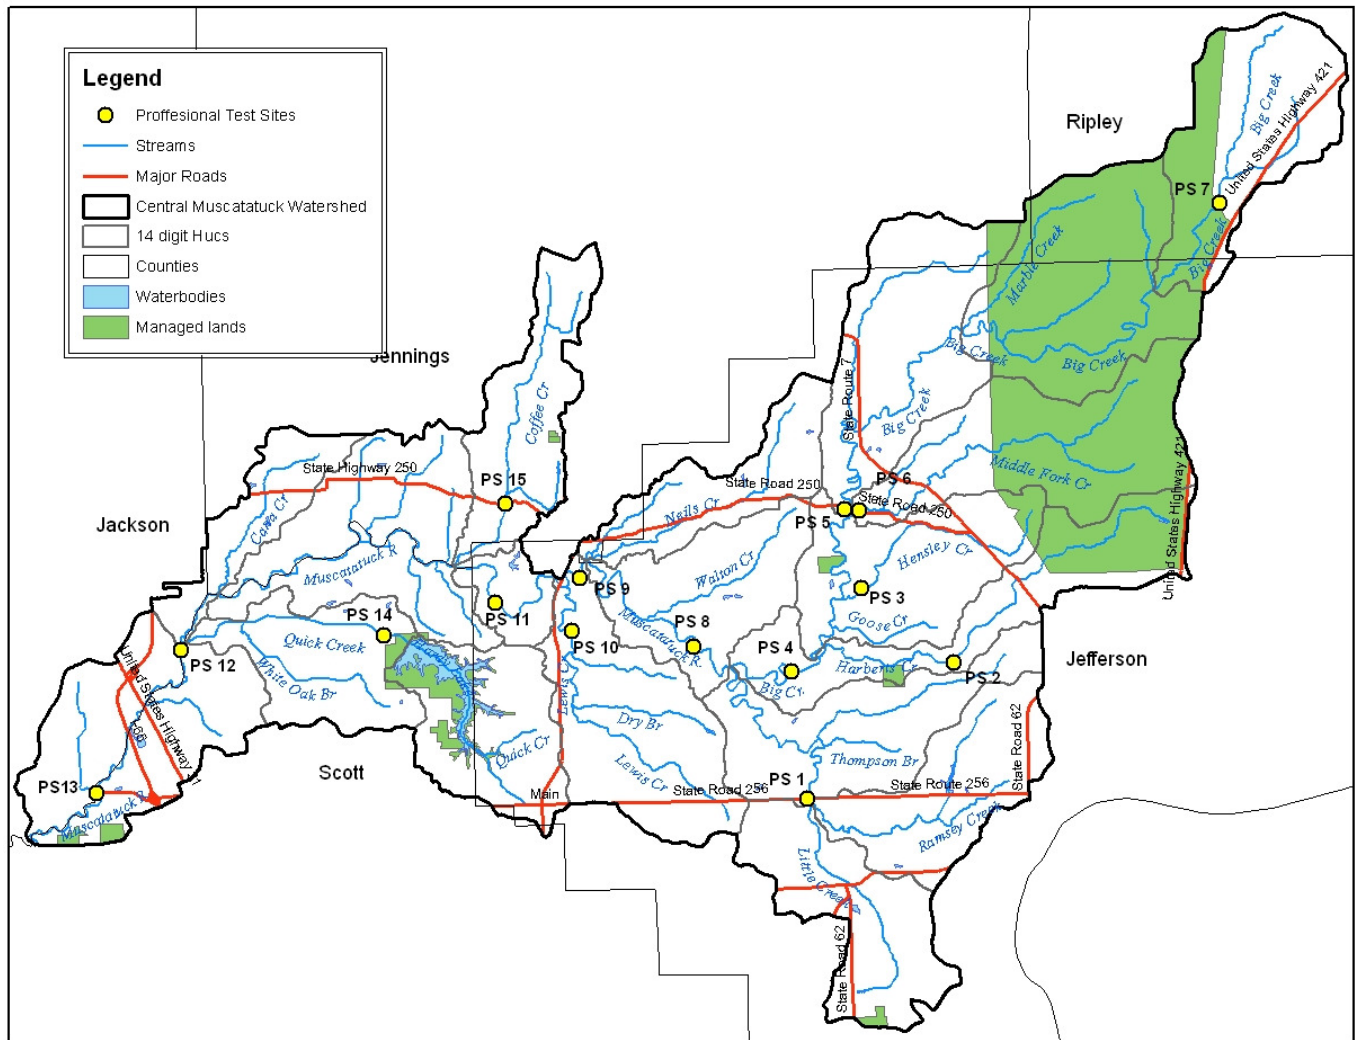 Legend
Proffesional Test Sites
Streams
Major Roads
Central Muscatatuck Watershed
14 digit Hucs
Counties
Waterbodies
Managed lands
Ripley
Big Creek
United States Highway 421
PS 7
Big Creek
Marble Creek
Big Creek
Big Creek
Jennings
State Route 7
Big Creek
Coffee Cr
Middle Fork Cr
United States Highway 421
State Highway 250
PS 15
State Road 250
PS 6
State Road 250
PS 5
Neils Cr
Jackson
Hensley Cr
Muscatatuck R
Walton Cr
PS 9
PS 3
PS 11
Goose Cr
PS 14
Muscatatuck R.
PS 8
Quick Creek
PS 10
PS 4
Harberts Cr
PS 2
Jefferson
PS 12
White Oak Br
Big Cr.
Lewis Cr
Dry Br
State Road 62
United States Highway
Quick Cr
Thompson Br
Scott
Lewis Cr
PS 1
PS13
Main
State Road 256
State Route 256
Muscatatuck R.
Ramsey Creek
Little Creek
State Road 62